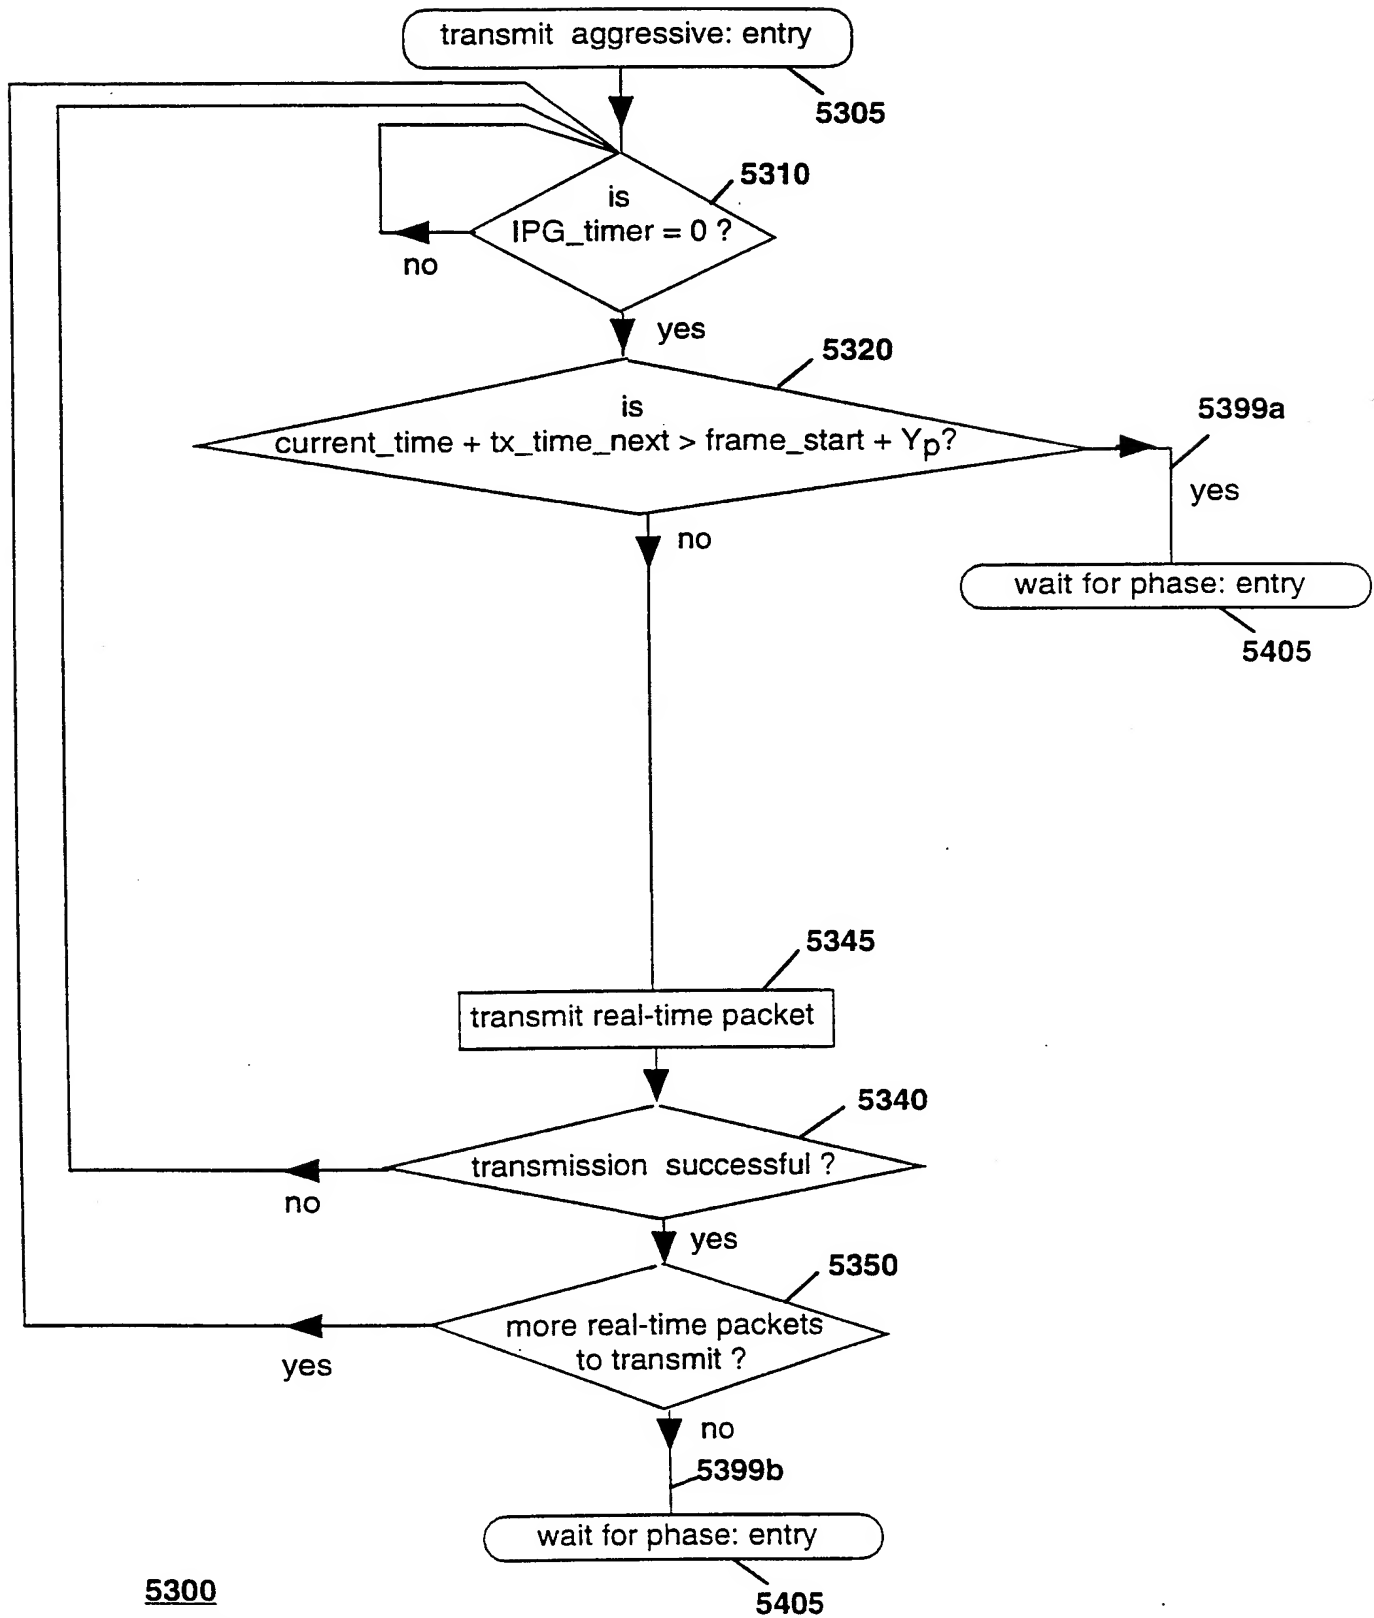 transmit aggressive: entry
5305
5310
is
IPG_timer = 0 ?
no
yes
5320
is
current_time + tx_time_next > frame_start + Yp?
5399a
yes
no
wait for phase: entry
5405
5345
transmit real-time packet
5340
transmission successful ?
no
yes
5350
more real-time packets
to transmit ?
yes
no
5399b
wait for phase: entry
5300
5405